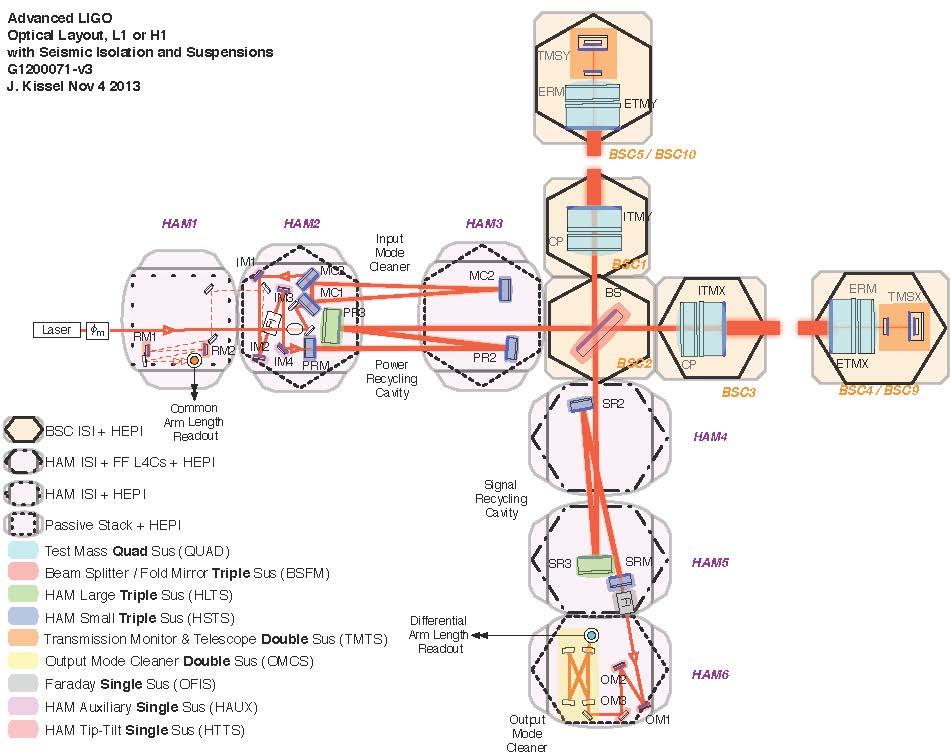 Advanced LIGO
Optical Layout, L1 or H1
with Seismic Isolation and Suspensions
G1200071-v3
J. Kissel Nov 4 2013
TMSY
ERM
ETMY
BSC5 / BSC10
ITMY
CP
BSC1
HAM1
HAM2
HAM3
Input
Mode
Cleaner
IM1
MC3
MC1
IM3
MC2
FI
PR3
Laser
ϕm
RM1
RM2
IM2
IM4
PRM
PR2
Power
Recycling
Cavity
Common
Arm Length
Readout
BS
BSC2
ITMX
CP
BSC3
ERM
TMSX
ETMX
BSC4 / BSC9
SR2
HAM4
Signal
Recycling
Cavity
SR3
SRM
HAM5
FI
Differential
Arm Length
Readout
OM2
OM3
OM1
HAM6
Output
Mode
Cleaner
BSC ISI + HEPI
HAM ISI + FF L4Cs + HEPI
HAM ISI + HEPI
Passive Stack + HEPI
Test Mass Quad Sus (QUAD)
Beam Splitter / Fold Mirror Triple Sus (BSFM)
HAM Large Triple Sus (HLTS)
HAM Small Triple Sus (HSTS)
Transmission Monitor & Telescope Double Sus (TMTS)
Output Mode Cleaner Double Sus (OMCS)
Faraday Single Sus (OFIS)
HAM Auxiliary Single Sus (HAUX)
HAM Tip-Tilt Single Sus (HTTS)